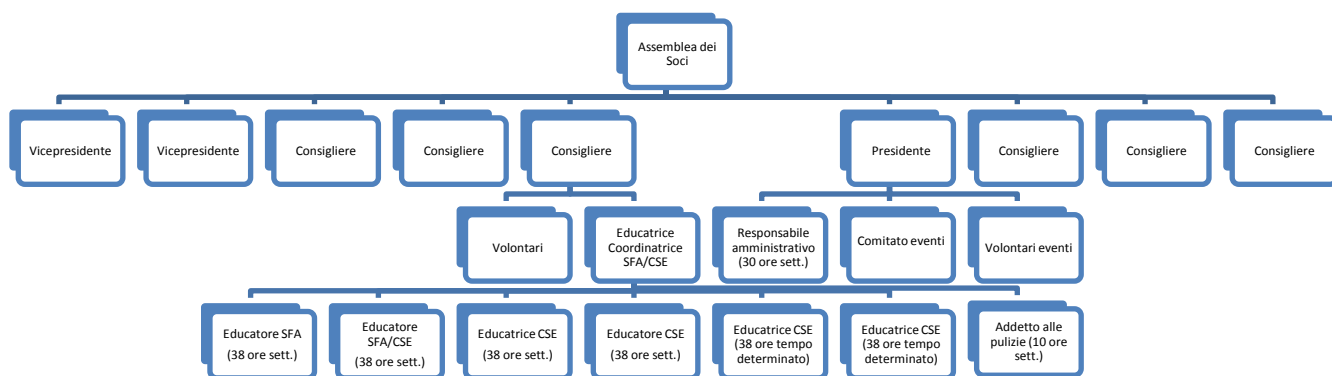 Assemblea dei
Soci
Vicepresidente
Vicepresidente
Consigliere
Consigliere
Consigliere
Presidente
Consigliere
Consigliere
Consigliere
Volontari
Educatrice
Coordinatrice
SFA/CSE
Responsabile
amministrativo
(30 ore sett.)
Comitato eventi
Volontari eventi
Educatore SFA
(38 ore sett.)
Educatore
SFA/CSE
(38 ore sett.)
Educatrice CSE
(38 ore sett.)
Educatore CSE
(38 ore sett.)
Educatrice CSE
(38 ore tempo
determinato)
Educatrice CSE
(38 ore tempo
determinato)
Addetto alle
pulizie (10 ore
sett.)